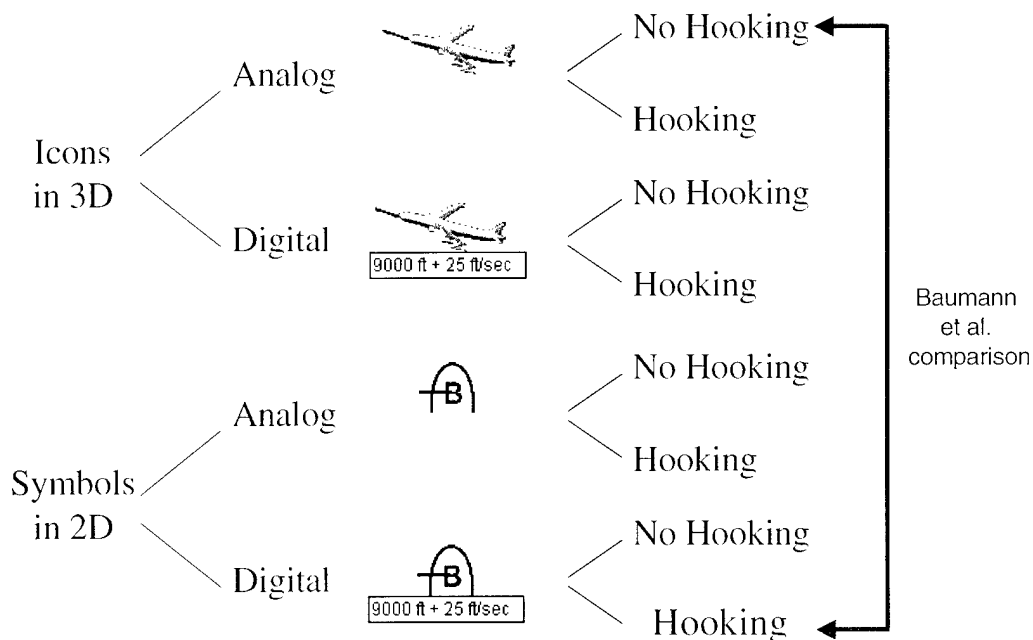 No Hooking
Analog
Hooking
Icons
in 3D
No Hooking
Digital
9000 ft + 25 ft/sec
Hooking
Baumann
et al.
comparison
No Hooking
B
Analog
Hooking
Symbols
in 2D
No Hooking
B
Digital
9000 ft + 25 ft/sec
Hooking